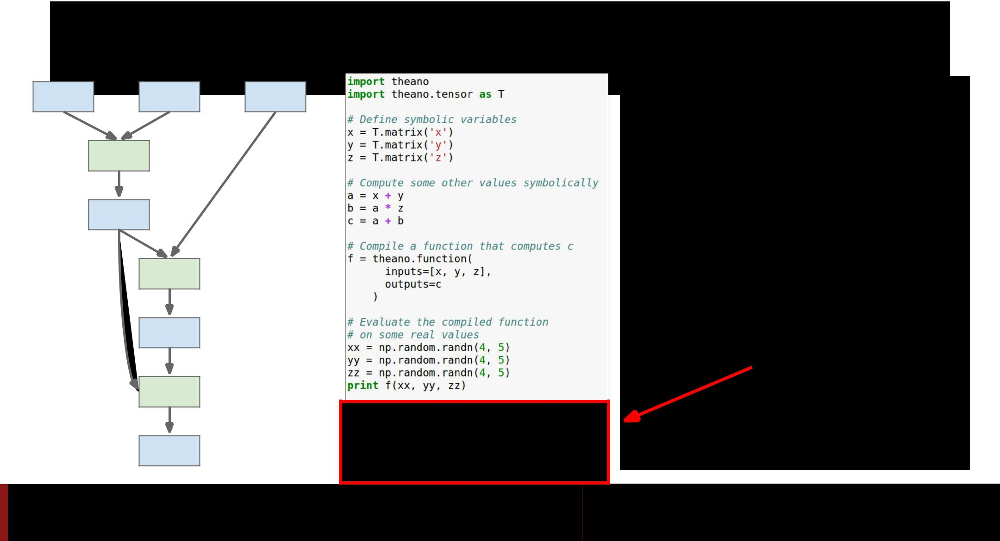 import theano
import theano.tensor as T
# Define symbolic variables
x = T.matrix('x')
y = T.matrix('y')
z = T.matrix('z')
# Compute some other values symbolically
a = x + y
b = a * z
c = a + b
# Compile a function that computes c
f = theano.function(
inputs=[x, y, z],
outputs=c
)
# Evaluate the compiled function
# on some real values
xx = np.random.randn(4, 5)
yy = np.random.randn(4, 5)
zz = np.random.randn(4, 5)
print f(xx, yy, zz)